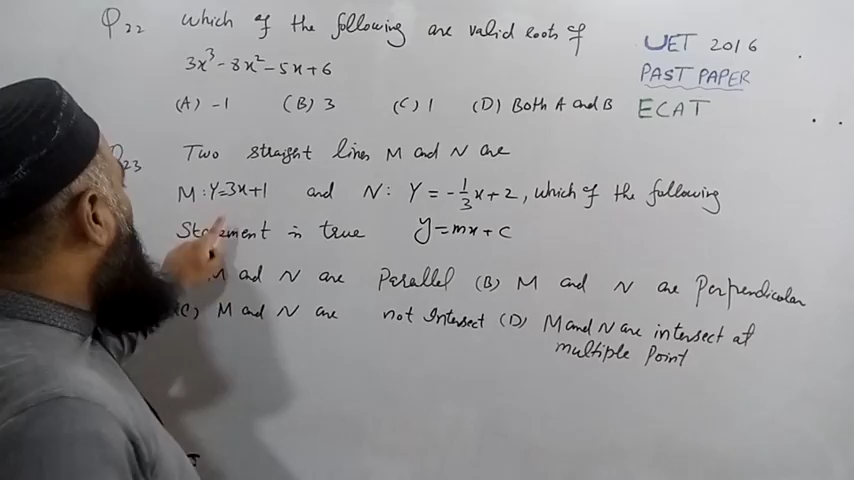 Q22 Which of the following are valid roots of
3x³ - 8x² - 5x + 6
(A) -1 (B) 3 (C) 1 (D) Both A and B
UET 2016
PAST PAPER
ECAT
23 Two straight lines M and N are
M: Y=3x+1 and N: Y = -1/3x+2, which of the following
Statement is true y=mx+c
M and N are Parallel (B) M and N are Perpendicular
(C) M and N are not Intersect (D) M and N are intersect at
multiple Point